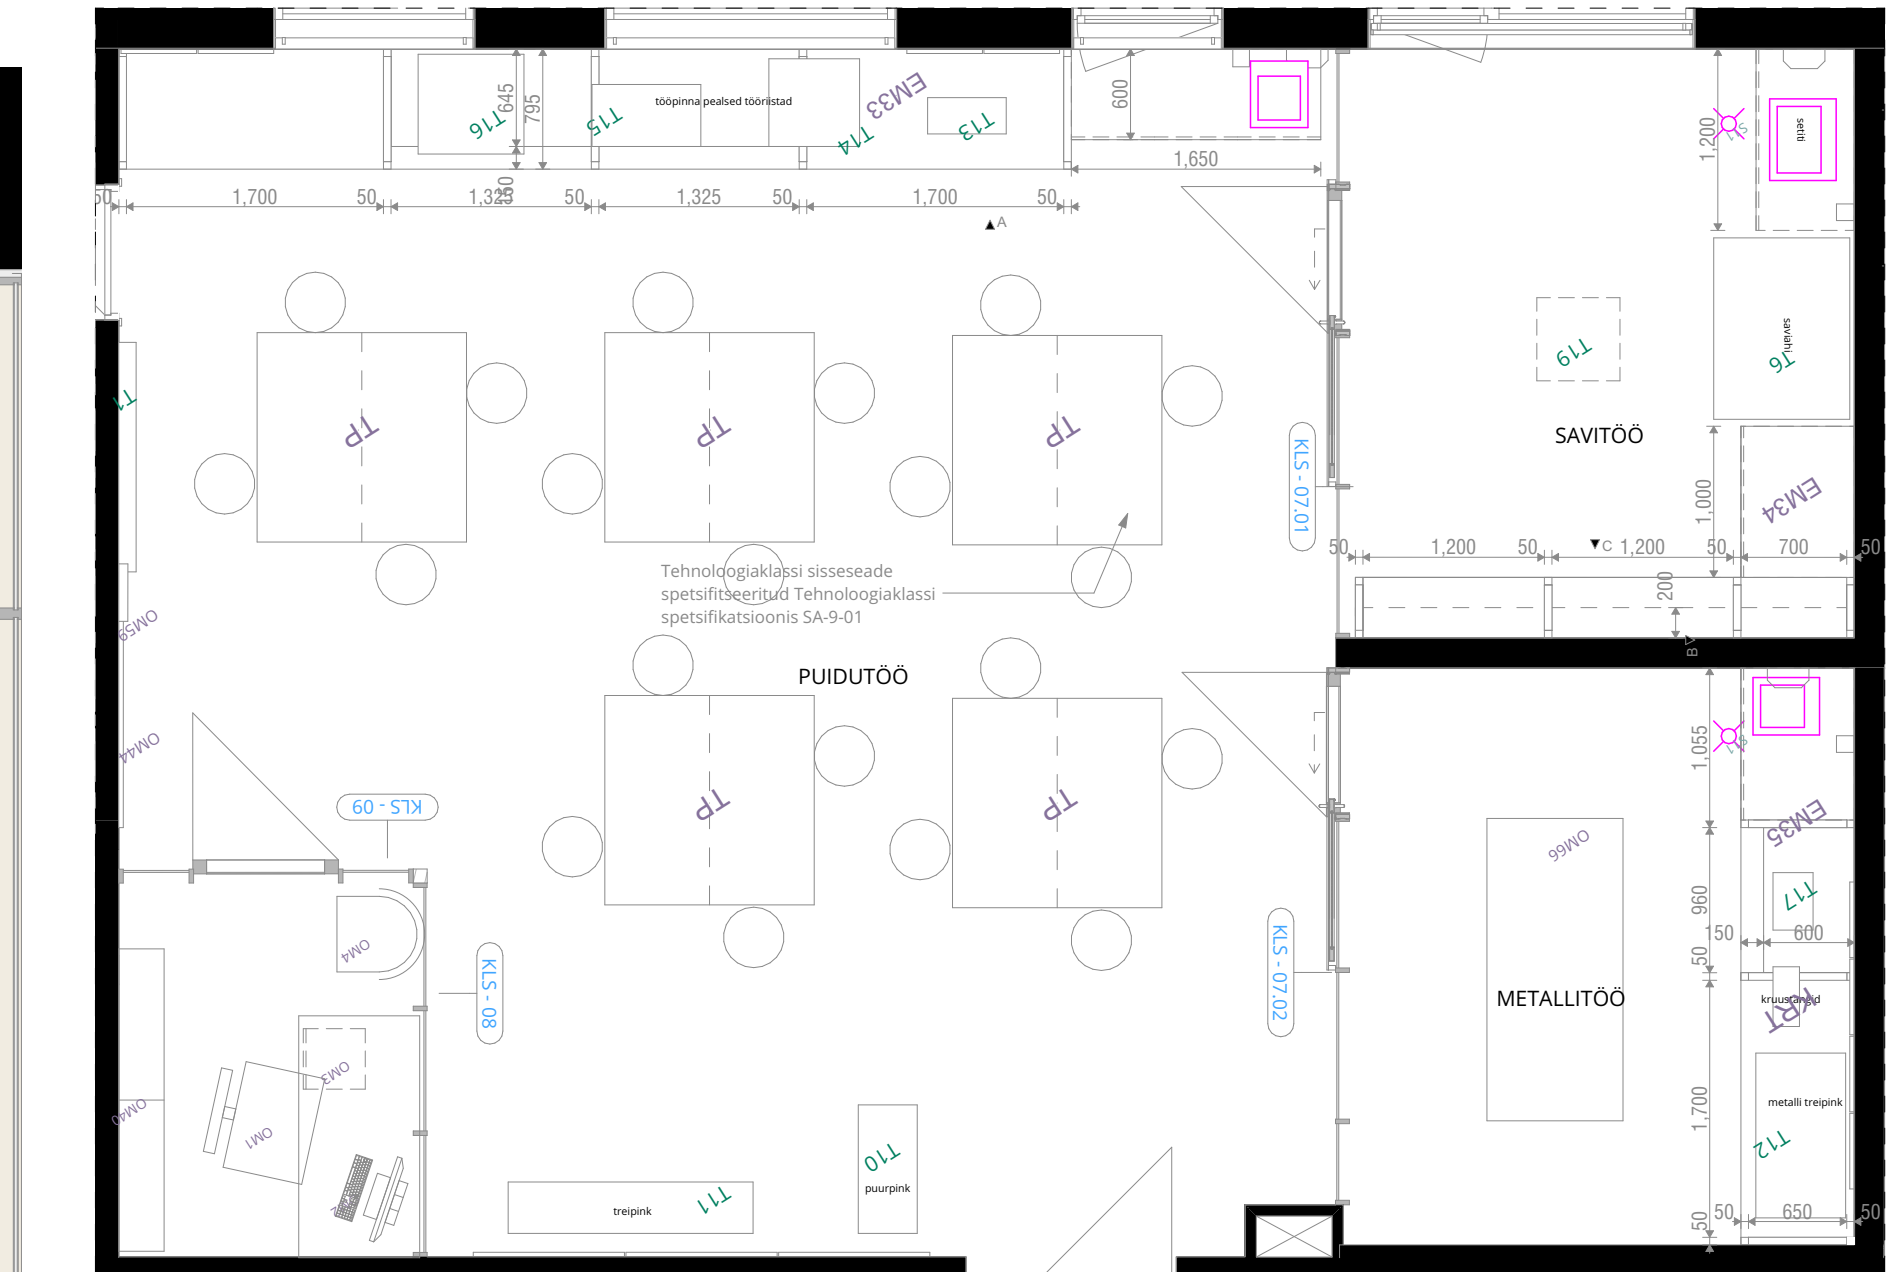 645
795
tööpinna pealsed tööriistad
EM33
T16
T15
T14
T13
600
1,200
S1
setiti
1,650
50
1,700
50
1,325
50
1,325
50
1,700
50
A
T1
TP
TP
TP
T19
saviahi
T6
SAVITÖÖ
KLS - 07.01
1,000
EM34
50
1,200
50
C
1,200
50
700
50
200
B
Tehnoloogiaklassi sisseseade
spetsifitseeritud Tehnoloogiaklassi
spetsifikatsioonis SA-9-01
OM59
PUIDUTÖÖ
OM44
KLS - 09
TP
TP
1,055
EM35
OM66
T17
960
150
600
50
OM4
KLS - 08
KLS - 07.02
METALLITÖÖ
kruustangid
KRT
OM3
OM40
OM1
1,700
metalli treipink
T12
T10
puurpink
T11
treipink
50
650
50
50